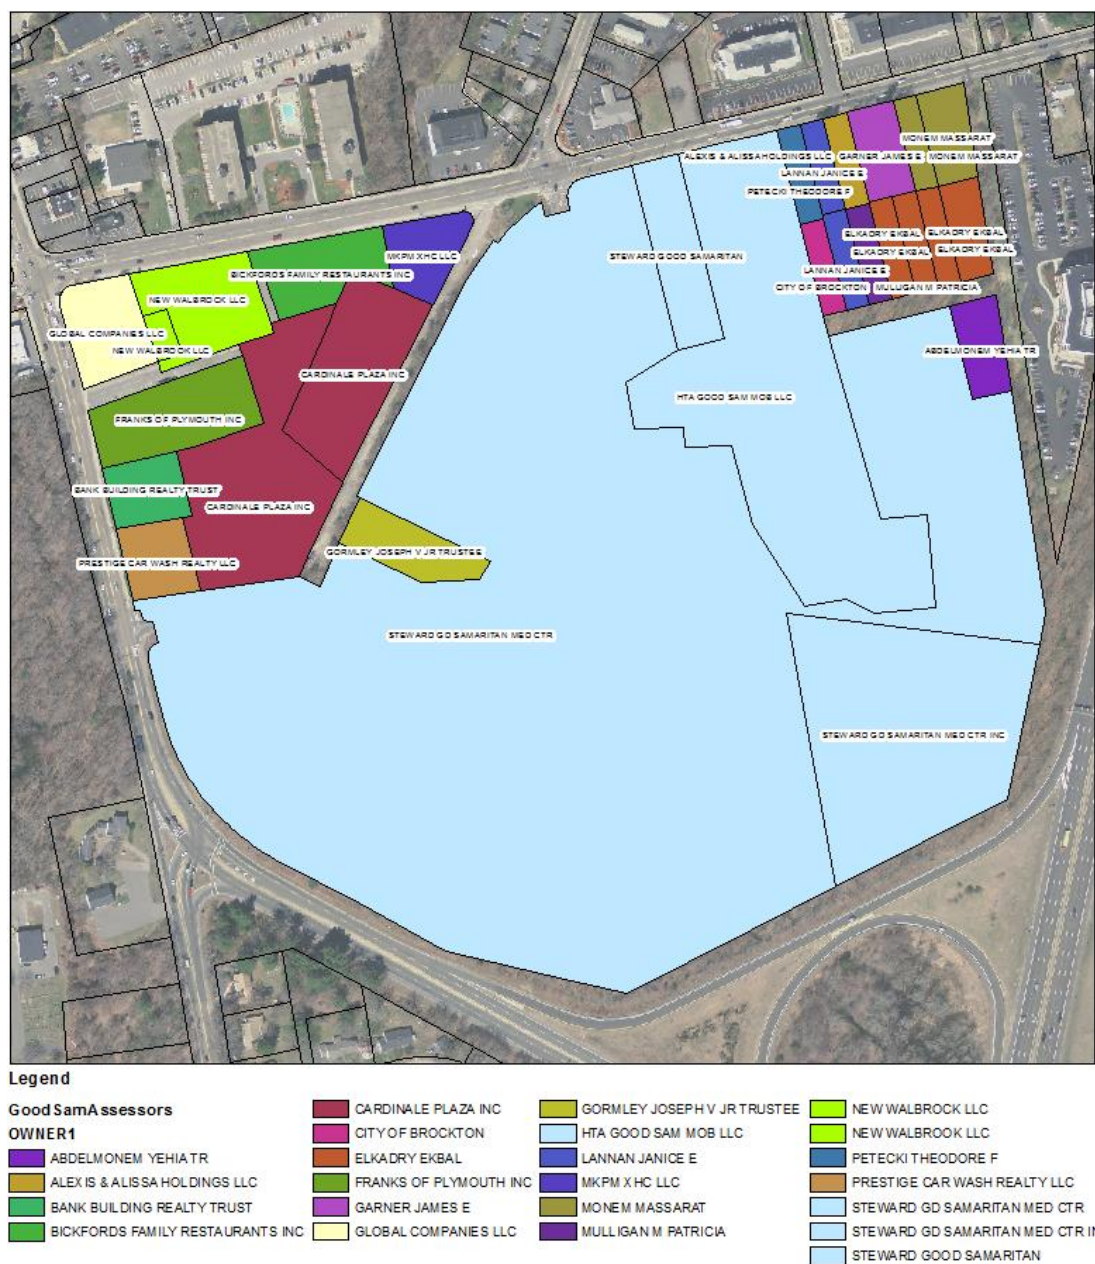 ALEXIS & ALISSA HOLDINGS LLC
MONEM MASSARAT
GARNER JAMES E
MONEM MASSARAT
LANNAN JANICE E
PETECKI THEODORE F
STEWARD GOOD SAMARITAN
ELKADRY EKBAL
ELKADRY EKBAL
ELKADRY EKBAL
ELKADRY EKBAL
MKPM XHC LLC
BICKFORDS FAMILY RESTAURANTS INC
LANNAN JANICE E
CITY OF BROCKTON
MULLIGAN M PATRICIA
NEW WALBROCK LLC
GLOBAL COMPANIES LLC
NEW WALBROOK LLC
ABDELMONEM YEHIA TR
CARDINALE PLAZA INC
HTA GOOD SAM MOB LLC
FRANKS OF PLYMOUTH INC
BANK BUILDING REALTY TRUST
CARDINALE PLAZA INC
GORMLEY JOSEPH V JR TRUSTEE
PRESTIGE CAR WASH REALTY LLC
STEWARD GD SAMARITAN MED CTR
STEWARD GD SAMARITAN MED CTR INC
Legend
GoodSamAssessors
OWNER1
ABDELMONEM YEHIA TR
ALEXIS & ALISSA HOLDINGS LLC
BANK BUILDING REALTY TRUST
BICKFORDS FAMILY RESTAURANTS INC
CARDINALE PLAZA INC
CITY OF BROCKTON
ELKADRY EKBAL
FRANKS OF PLYMOUTH INC
GARNER JAMES E
GLOBAL COMPANIES LLC
GORMLEY JOSEPH V JR TRUSTEE
HTA GOOD SAM MOB LLC
LANNAN JANICE E
MKPM XHC LLC
MONEM MASSARAT
MULLIGAN M PATRICIA
NEW WALBROCK LLC
NEW WALBROOK LLC
PETECKI THEODORE F
PRESTIGE CAR WASH REALTY LLC
STEWARD GD SAMARITAN MED CTR
STEWARD GD SAMARITAN MED CTR IN
STEWARD GOOD SAMARITAN